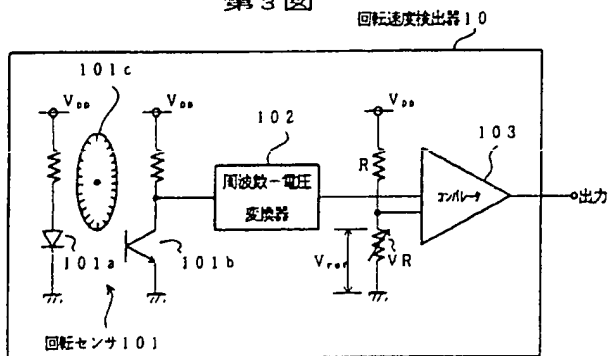 第3図
回転速度検出器10
101c
VDD
VDD
102
VDD
103
周波数-電圧
変換器
R
コンパレータ
出力
101a
101b
Vref
VR
回転センサ101